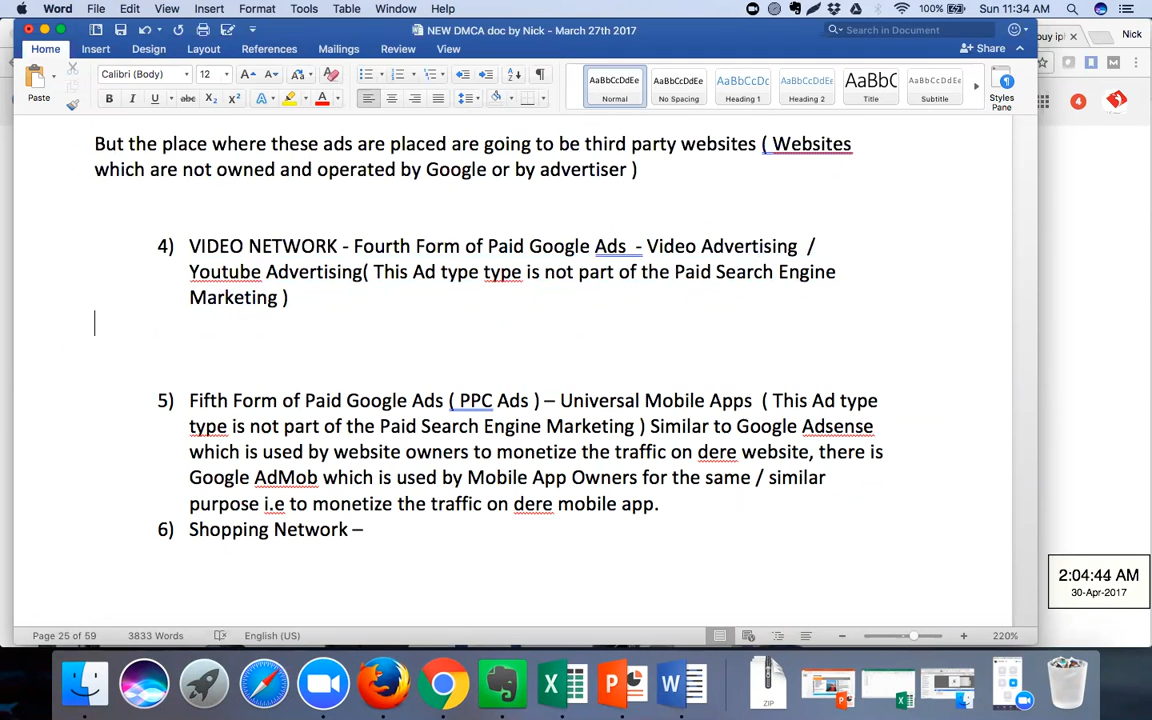 Word File Edit View Insert Format Tools Table Window Help 100% Sun 11:34 AM
NEW DMCA doc by Nick - March 27th 2017
Search in Document
buy ip
Nick
Home Insert Design Layout References Mailings Review View
Share
Paste
Calibri (Body) 12
AaBbCcDdEe AaBbCcDdEe AaBbCcDc AaBbCcDdEe AaBbC AaBbCcDdEe
Normal No Spacing Heading 1 Heading 2 Title Subtitle
Styles Pane
4
But the place where these ads are placed are going to be third party websites ( Websites
which are not owned and operated by Google or by advertiser )
4) VIDEO NETWORK - Fourth Form of Paid Google Ads - Video Advertising /
Youtube Advertising( This Ad type type is not part of the Paid Search Engine
Marketing )
5) Fifth Form of Paid Google Ads ( PPC Ads ) – Universal Mobile Apps ( This Ad type
type is not part of the Paid Search Engine Marketing ) Similar to Google Adsense
which is used by website owners to monetize the traffic on dere website, there is
Google AdMob which is used by Mobile App Owners for the same / similar
purpose i.e to monetize the traffic on dere mobile app.
6) Shopping Network –
2:04:44 AM
30-Apr-2017
Page 25 of 59 3833 Words English (US) 220%
ZIP